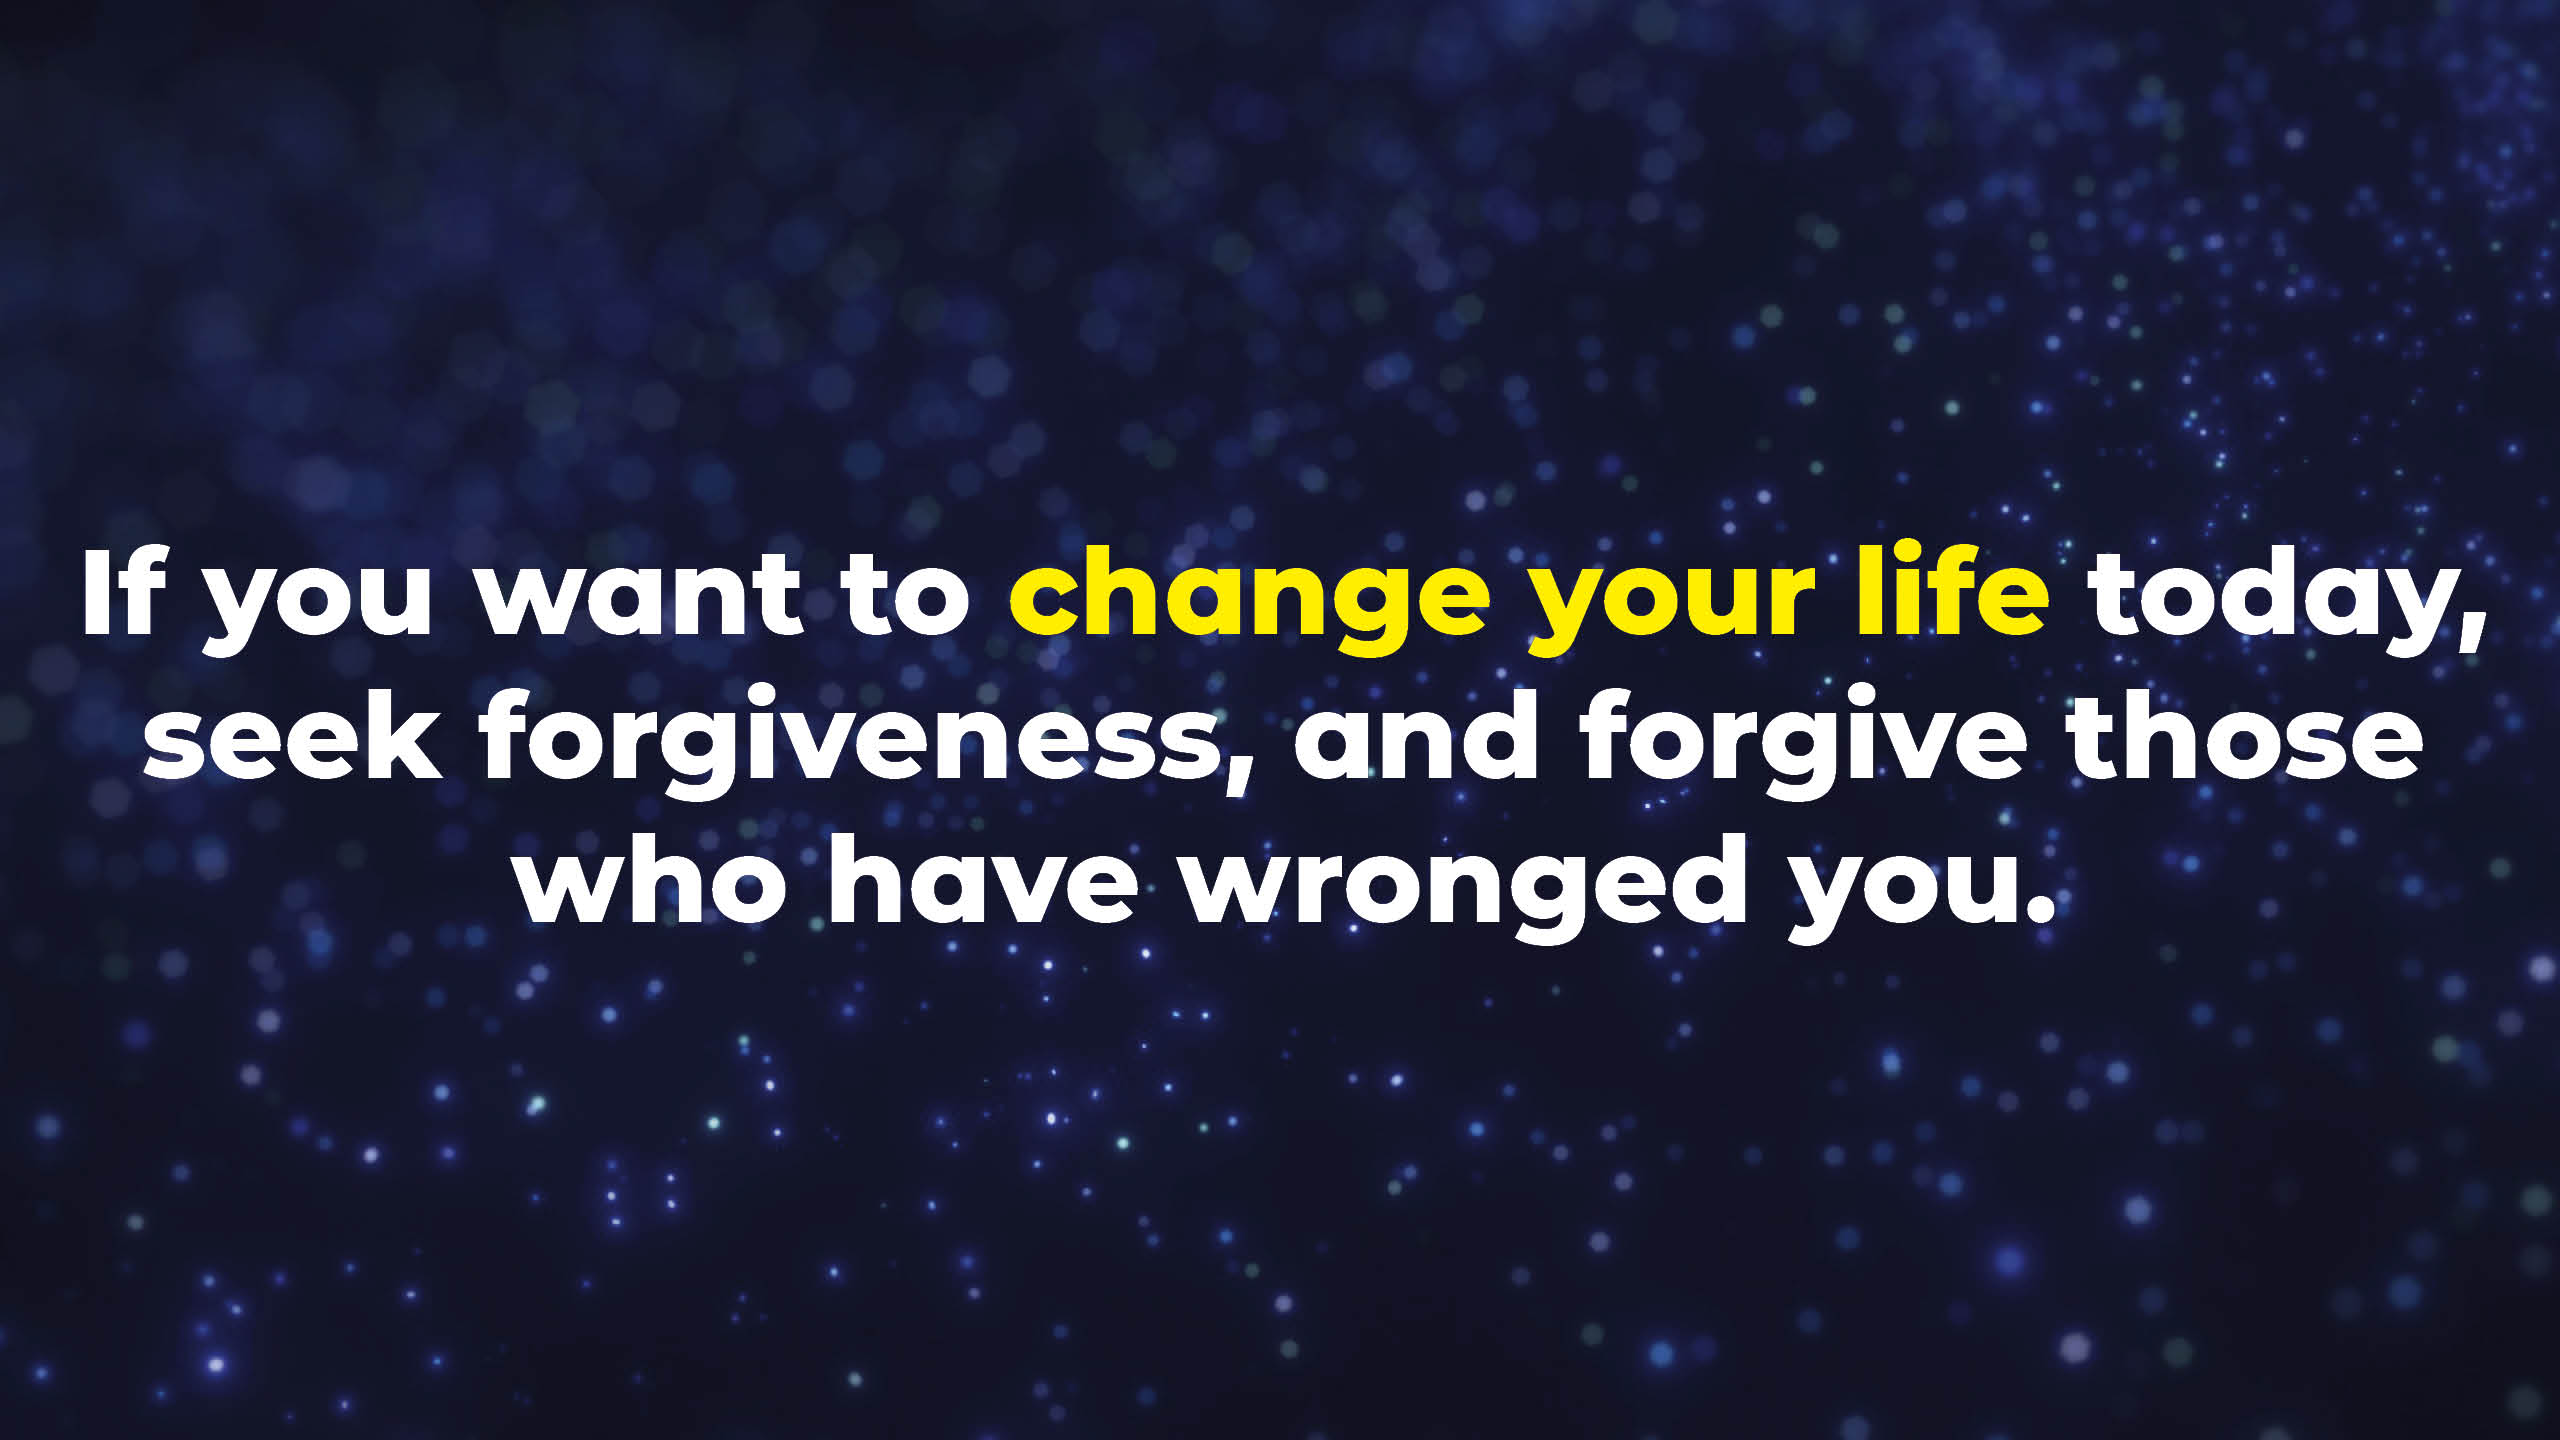 If you want to change your life today,
seek forgiveness, and forgive those
who have wronged you.